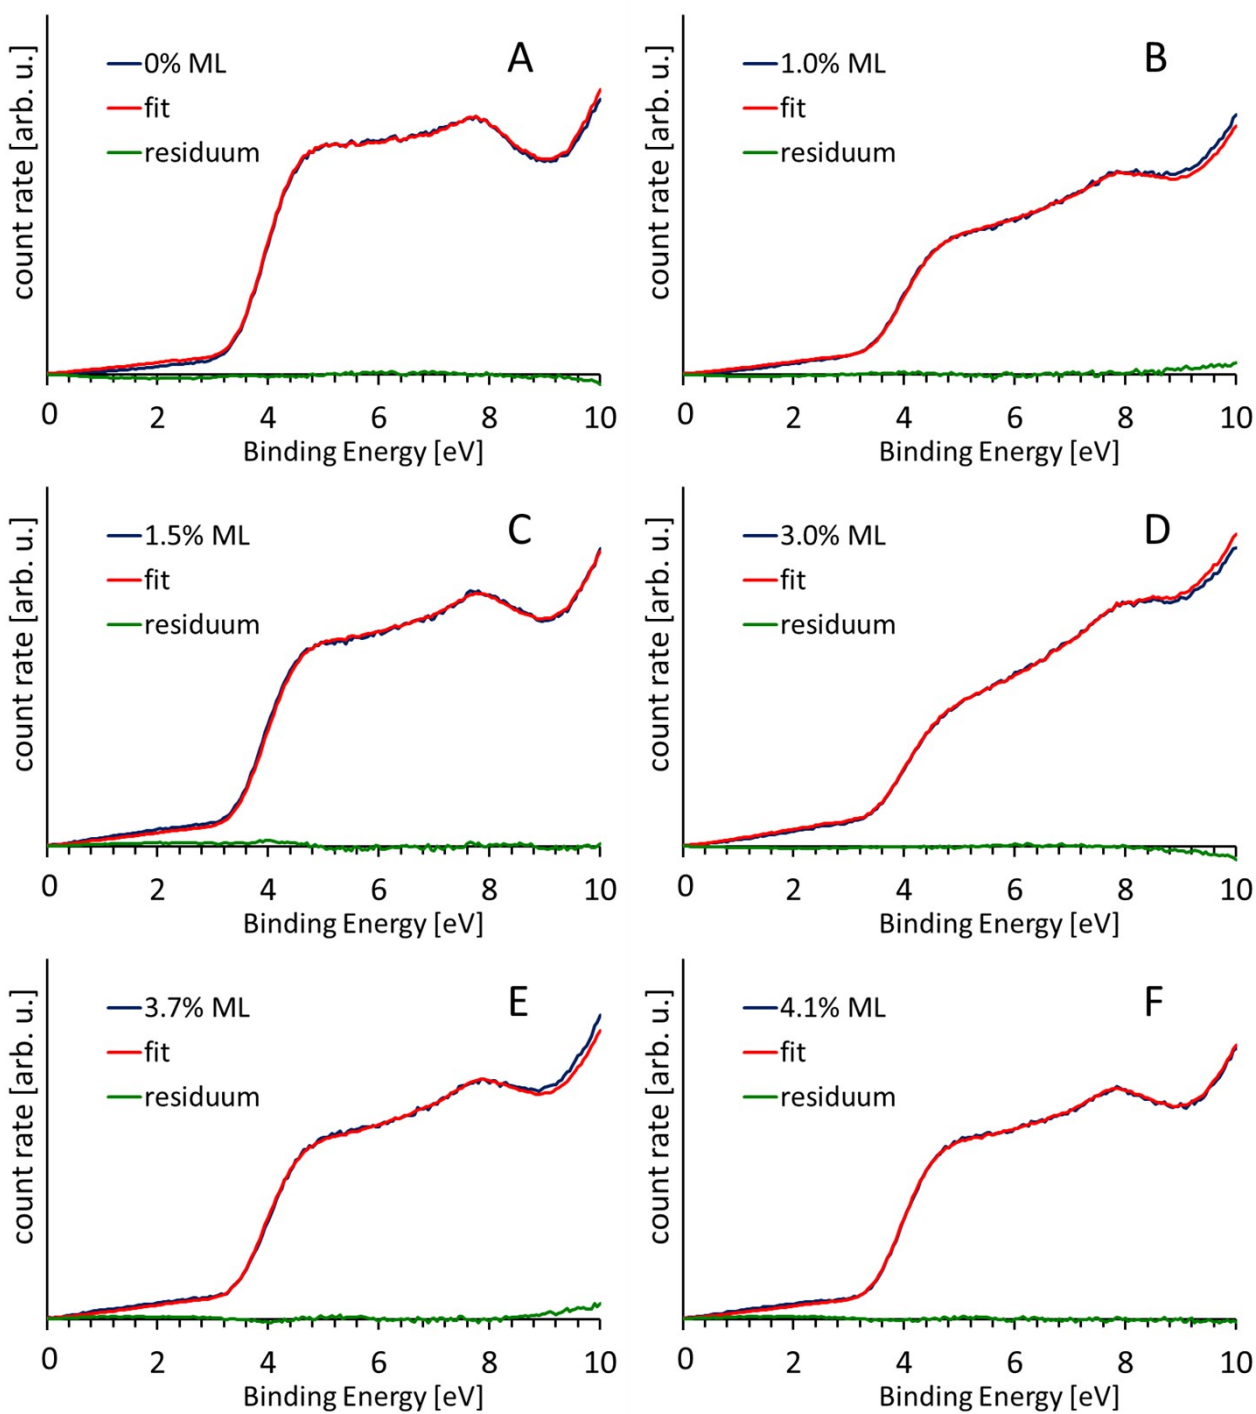 A
0% ML
fit
residuum
count rate [arb. u.]
0 2 4 6 8 10
Binding Energy [eV]
B
1.0% ML
fit
residuum
count rate [arb. u.]
0 2 4 6 8 10
Binding Energy [eV]
C
1.5% ML
fit
residuum
count rate [arb. u.]
0 2 4 6 8 10
Binding Energy [eV]
D
3.0% ML
fit
residuum
count rate [arb. u.]
0 2 4 6 8 10
Binding Energy [eV]
E
3.7% ML
fit
residuum
count rate [arb. u.]
0 2 4 6 8 10
Binding Energy [eV]
F
4.1% ML
fit
residuum
count rate [arb. u.]
0 2 4 6 8 10
Binding Energy [eV]